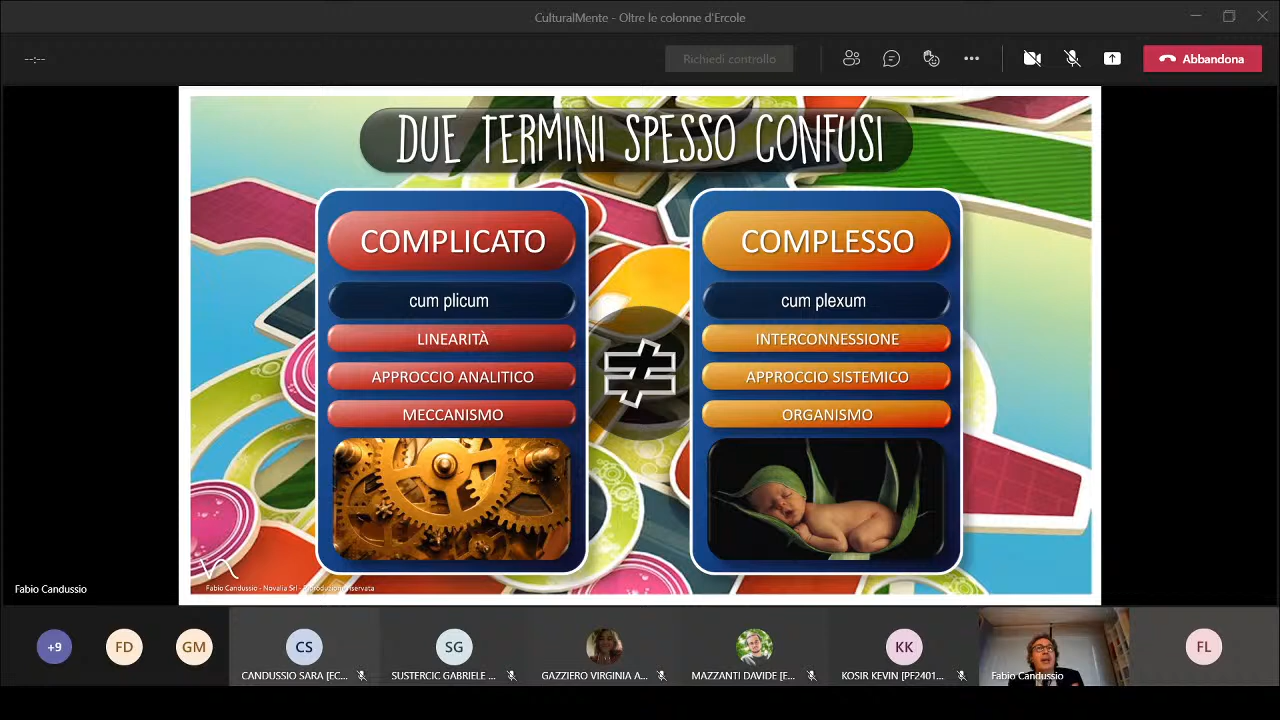 CulturalMente - Oltre le colonne d'Ercole
--:--
Richiedi controllo
Abbandona
DUE TERMINI SPESSO CONFUSI
COMPLICATO
cum plicum
LINEARITÀ
APPROCCIO ANALITICO
MECCANISMO
≠
COMPLESSO
cum plexum
INTERCONNESSIONE
APPROCCIO SISTEMICO
ORGANISMO
Fabio Candussio
Fabio Candussio - Novalia Srl - Riproduzione riservata
+9
FD
GM
CS
CANDUSSIO SARA [EC...
SG
SUSTERCIC GABRIELE ...
GAZZIERO VIRGINIA A...
MAZZANTI DAVIDE [E...
KK
KOSIR KEVIN [PF2401...
Fabio Candussio
FL